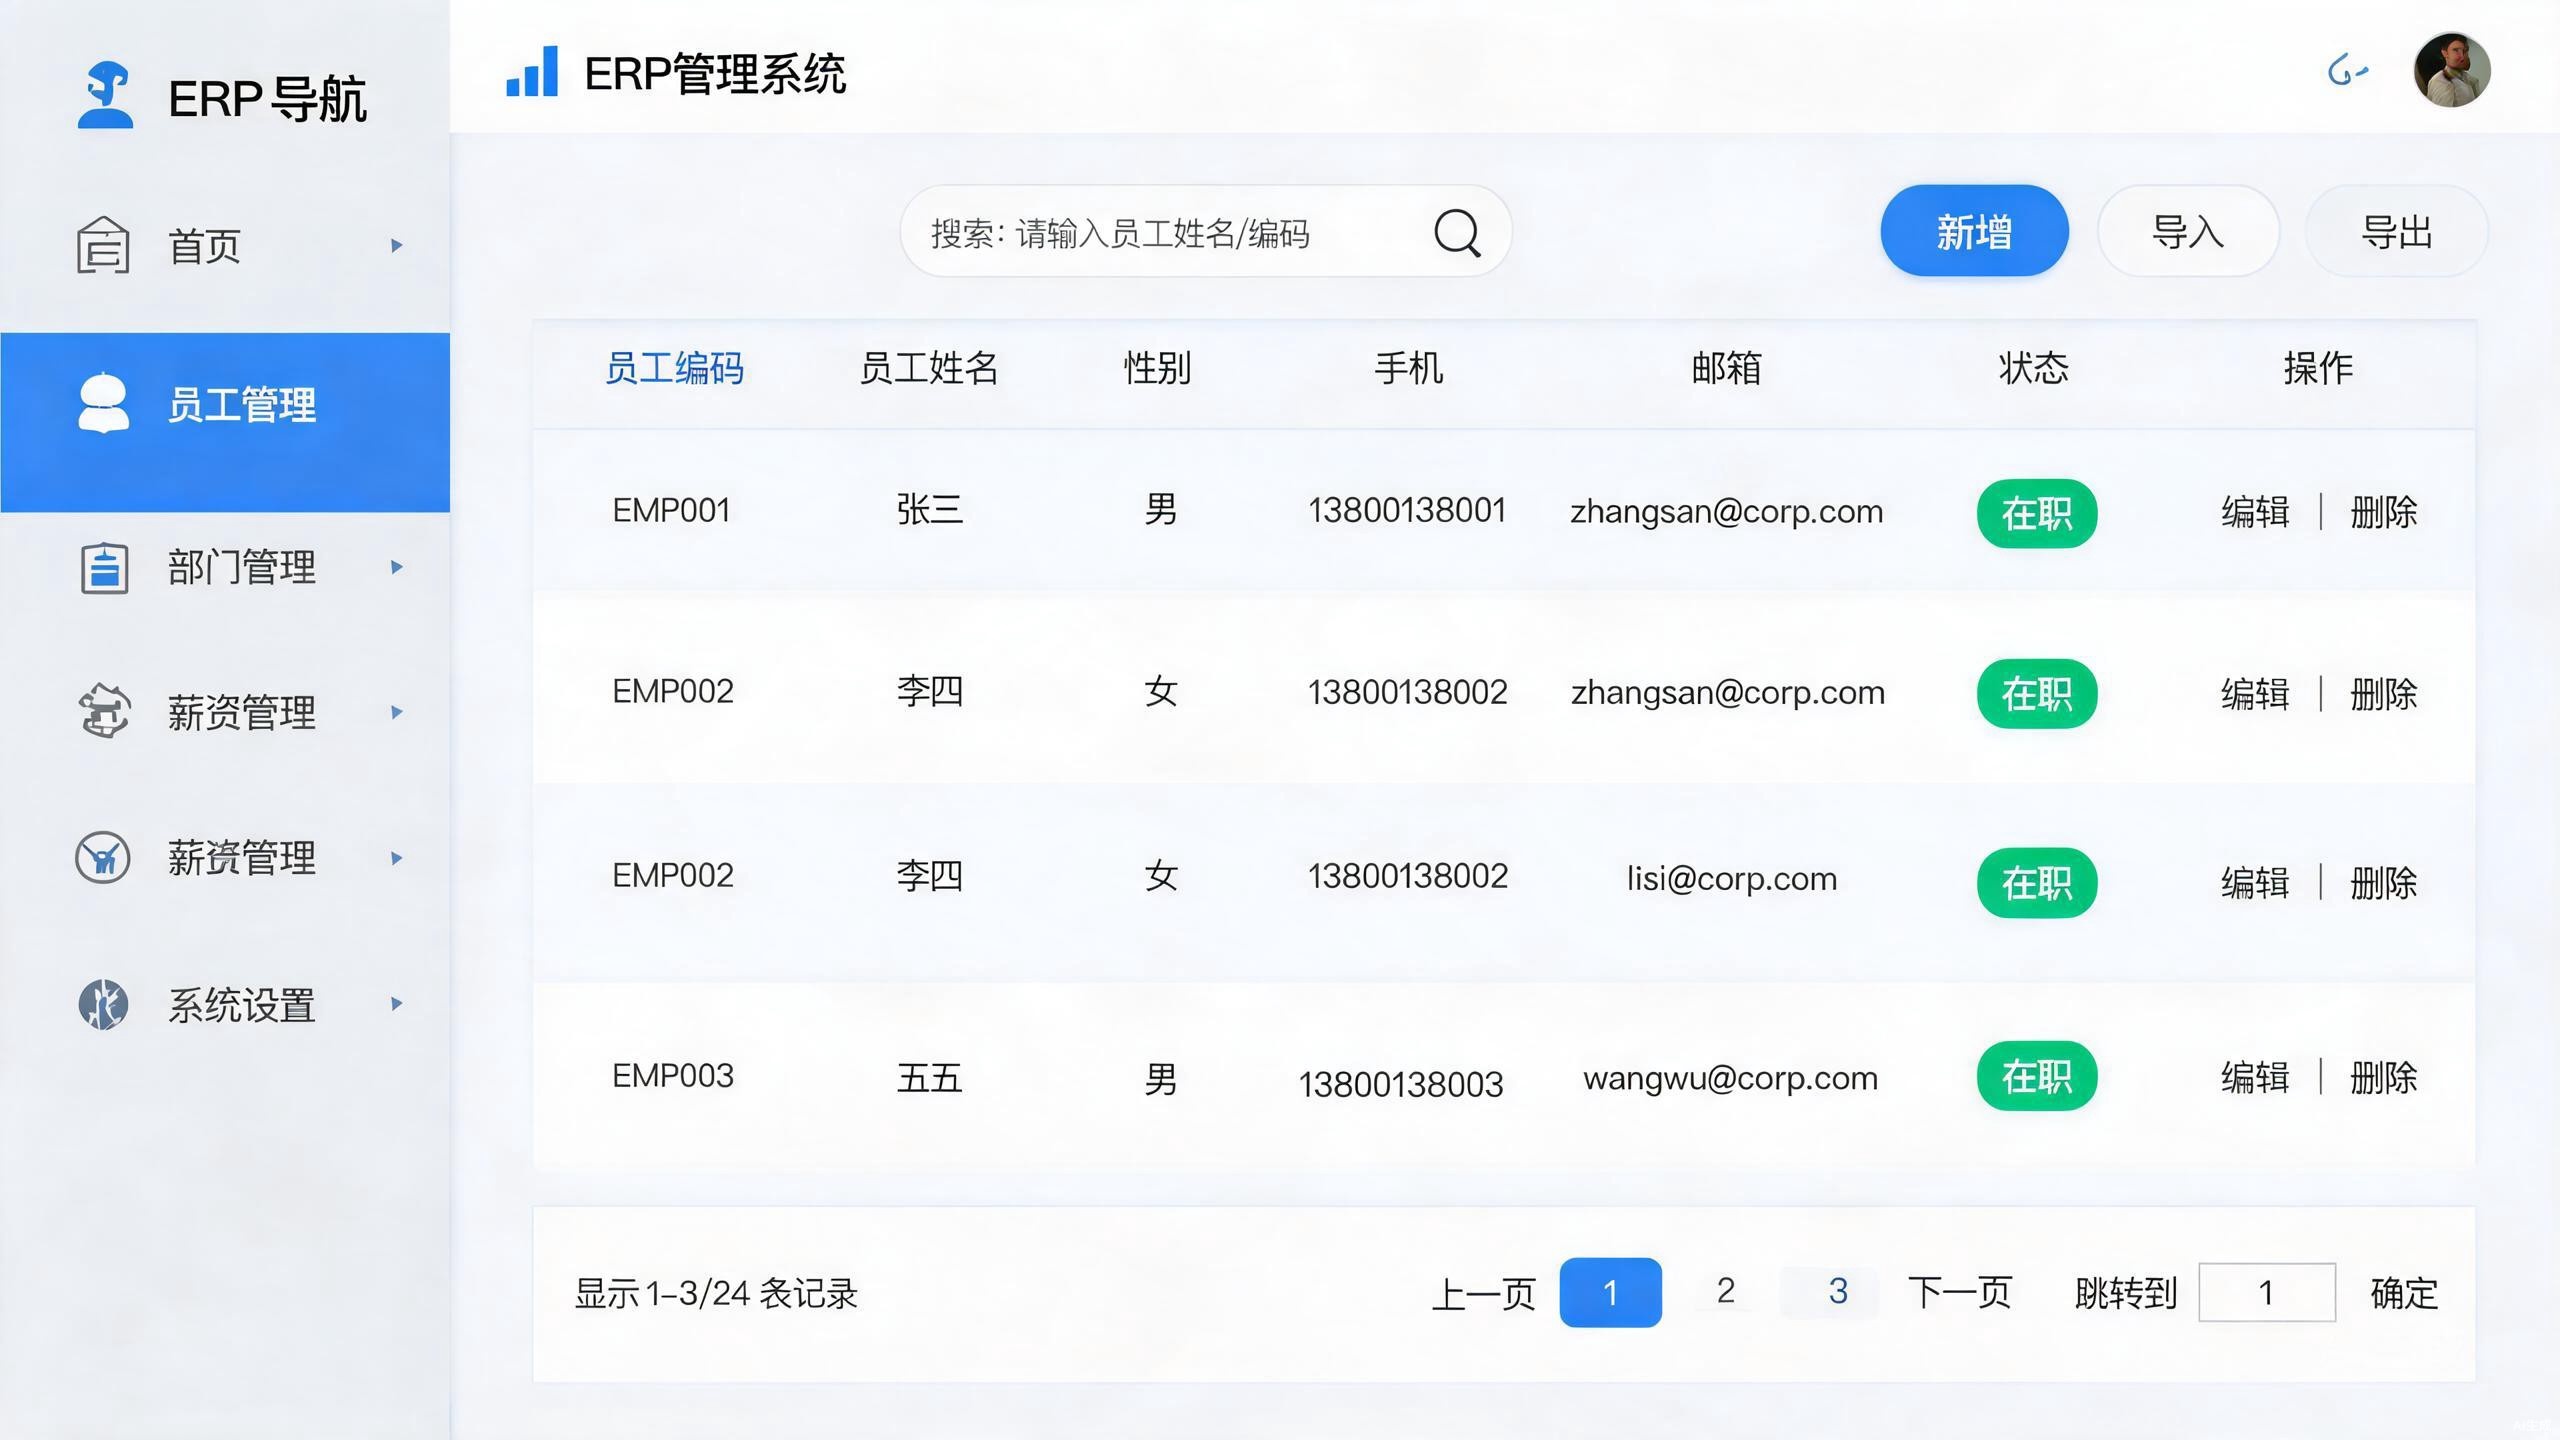 ERP导航
首页
员工管理
部门管理
薪资管理
薪资管理
系统设置
ERP管理系统
搜索: 请输入员工姓名/编码
新增 导入 导出
员工编码 员工姓名 性别 手机 邮箱 状态 操作
EMP001 张三 男 13800138001 zhangsan@corp.com 在职 编辑 | 删除
EMP002 李四 女 13800138002 zhangsan@corp.com 在职 编辑 | 删除
EMP002 李四 女 13800138002 lisi@corp.com 在职 编辑 | 删除
EMP003 五五 男 13800138003 wangwu@corp.com 在职 编辑 | 删除
显示1-3/24 条记录 上一页 1 2 3 下一页 跳转到 1 确定